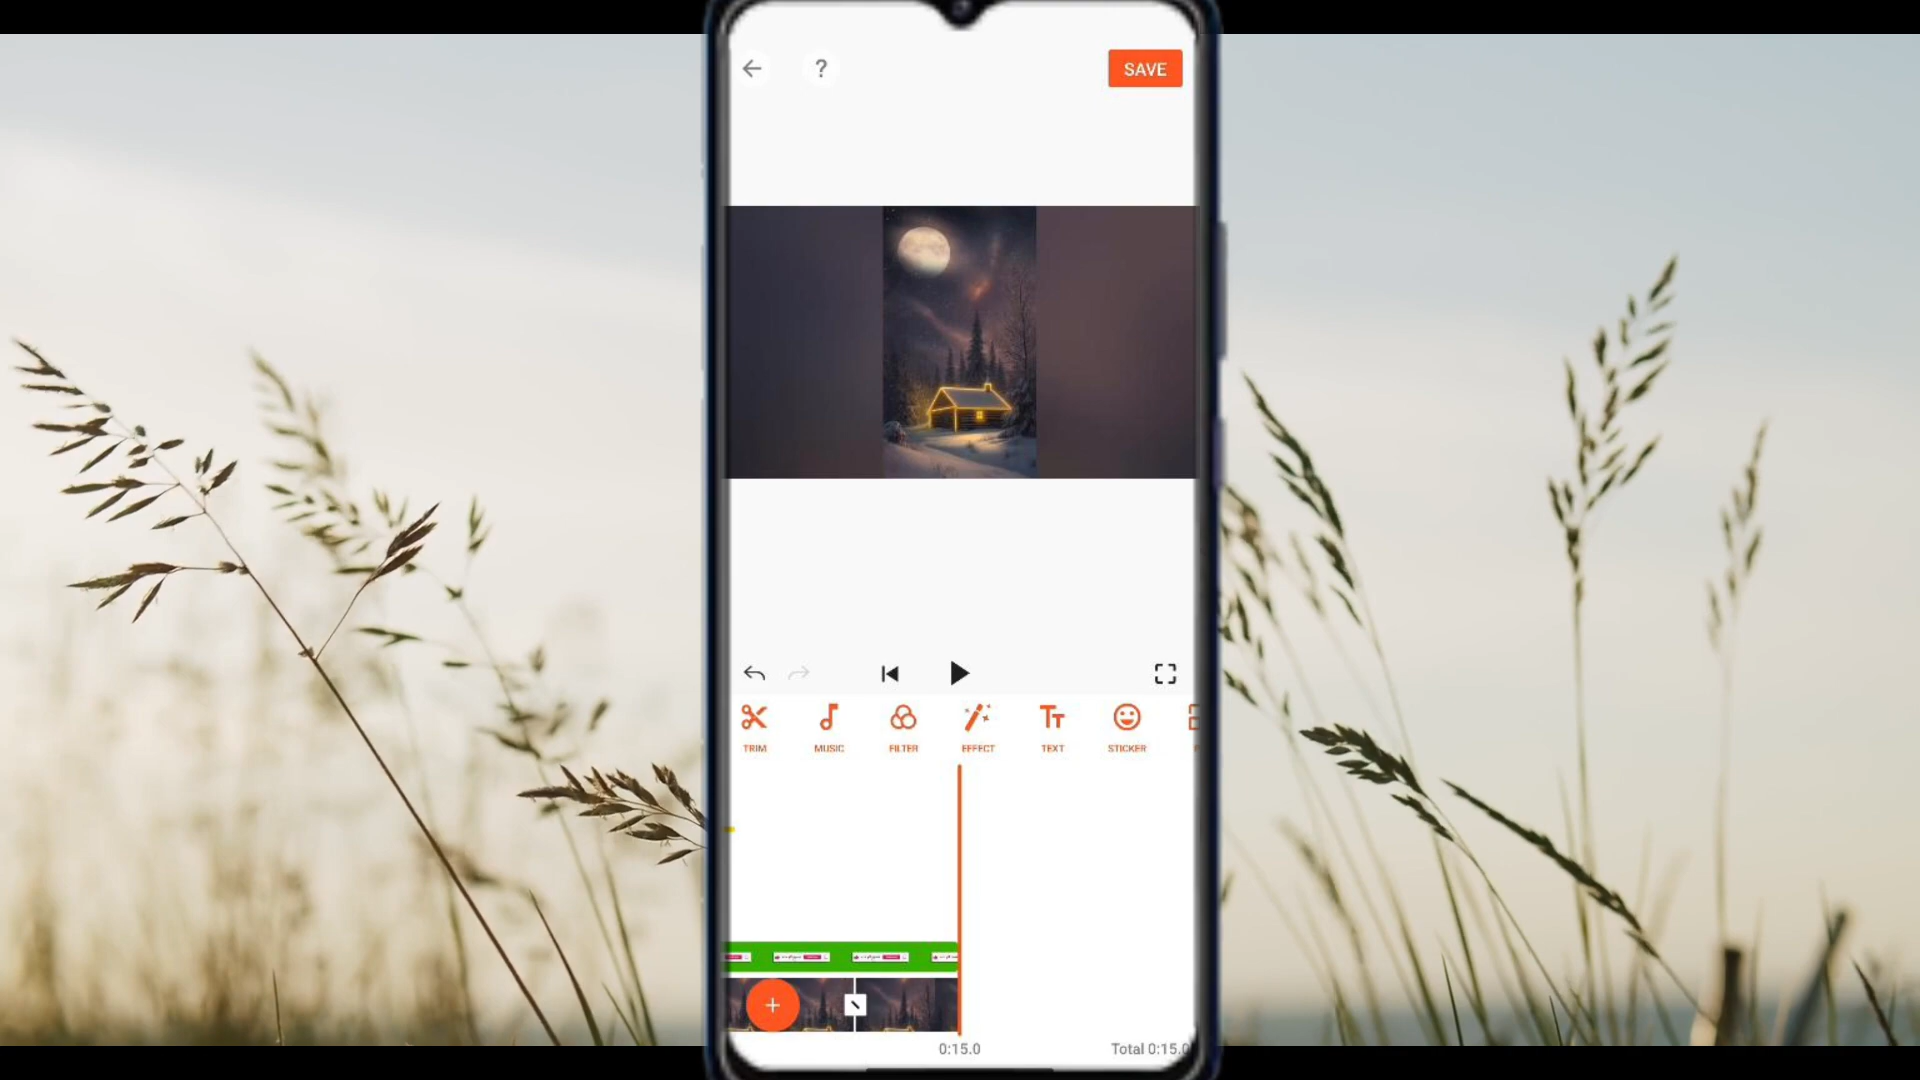 ?
SAVE
TRIM
MUSIC
FILTER
EFFECT
TEXT
STICKER
0:15.0
Total 0:15.0